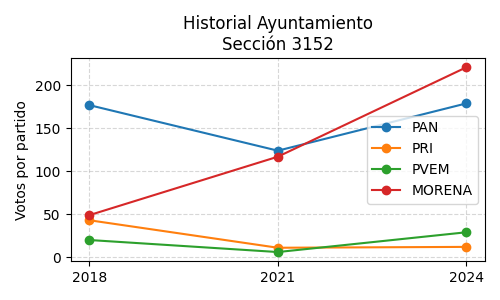 Historial Ayuntamiento
Sección 3152
Votos por partido
200
150
100
50
0
2018
2021
2024
PAN
PRI
PVEM
MORENA